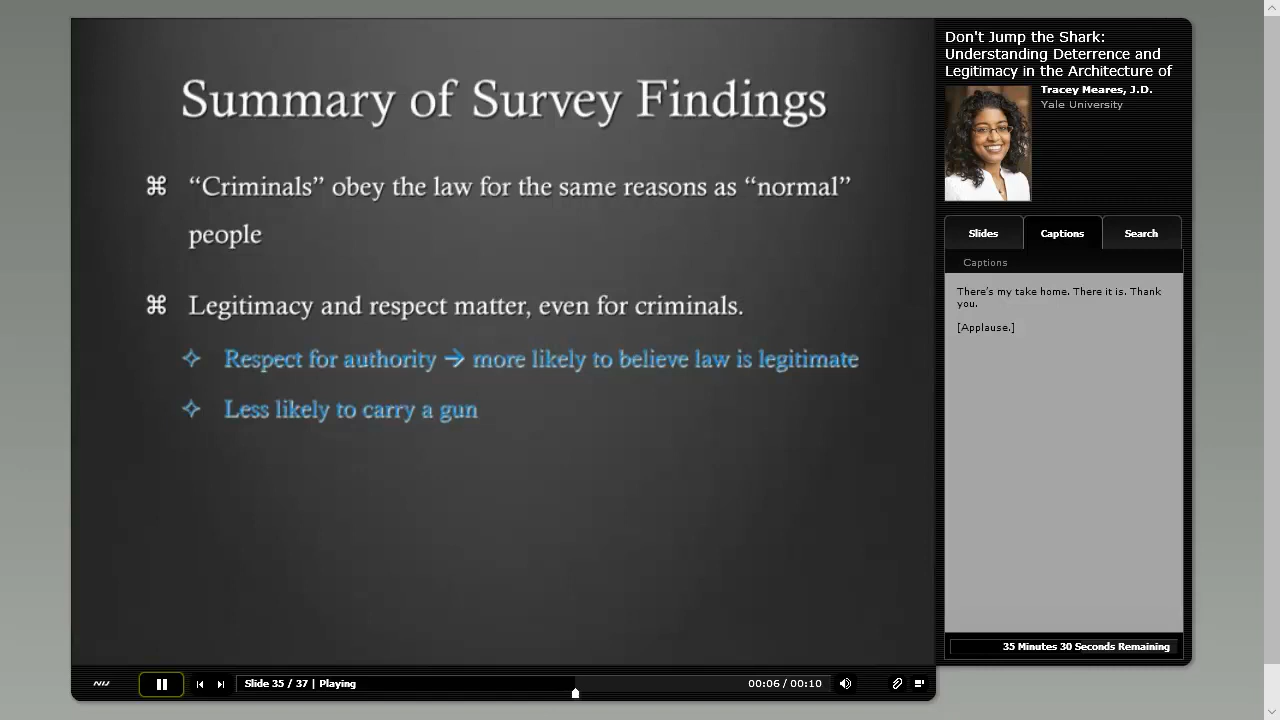 Summary of Survey Findings
⌘ “Criminals” obey the law for the same reasons as “normal”
people
⌘ Legitimacy and respect matter, even for criminals.
✧ Respect for authority → more likely to believe law is legitimate
✧ Less likely to carry a gun
Don't Jump the Shark:
Understanding Deterrence and
Legitimacy in the Architecture of
Tracey Meares, J.D.
Yale University
Slides Captions Search
Captions
There's my take home. There it is. Thank
you.
[Applause.]
35 Minutes 30 Seconds Remaining
Slide 35 / 37 | Playing 00:06 / 00:10